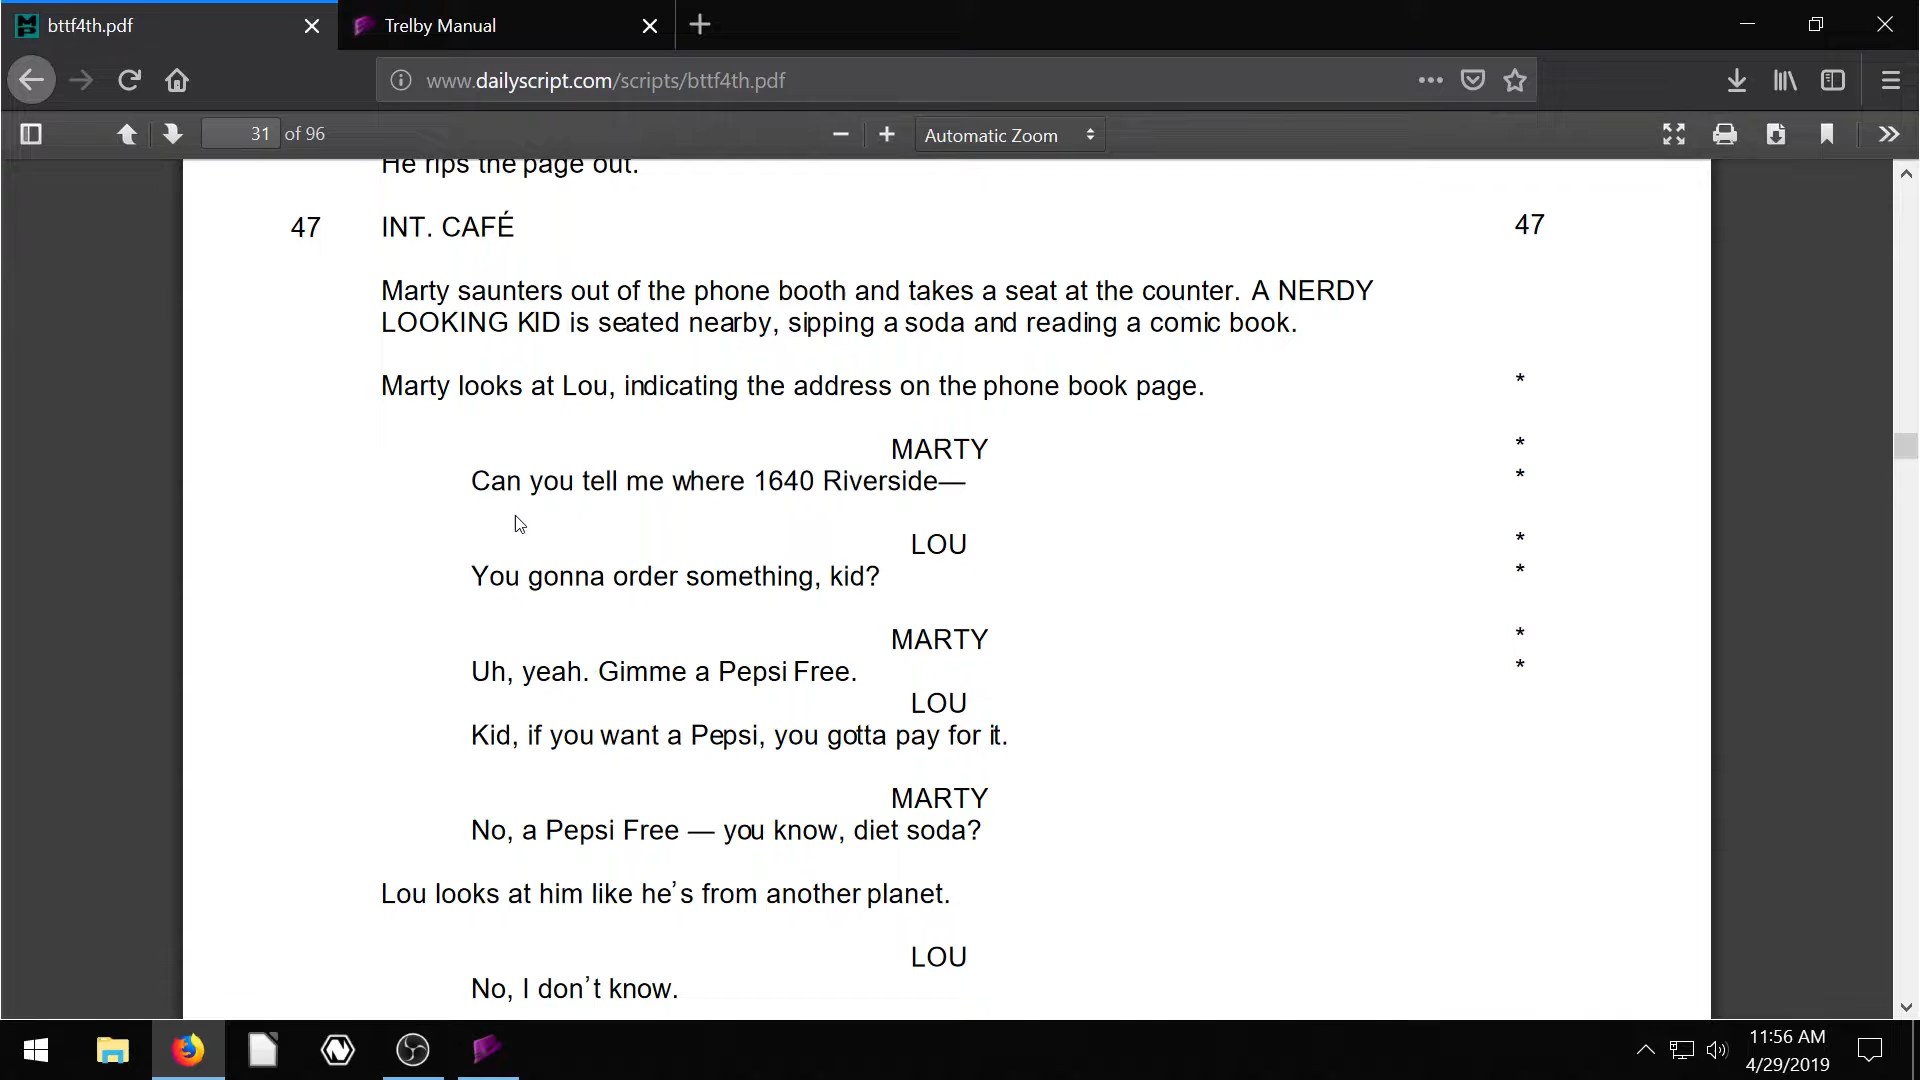 bttf4th.pdf
Trelby Manual
www.dailyscript.com/scripts/bttf4th.pdf
31 of 96
Automatic Zoom
He rips the page out.
47 INT. CAFÉ 47
Marty saunters out of the phone booth and takes a seat at the counter. A NERDY
LOOKING KID is seated nearby, sipping a soda and reading a comic book.
Marty looks at Lou, indicating the address on the phone book page. *
MARTY *
Can you tell me where 1640 Riverside— *
LOU *
You gonna order something, kid? *
MARTY *
Uh, yeah. Gimme a Pepsi Free. *
LOU
Kid, if you want a Pepsi, you gotta pay for it.
MARTY
No, a Pepsi Free — you know, diet soda?
Lou looks at him like he’s from another planet.
LOU
No, I don’t know.
11:56 AM
4/29/2019